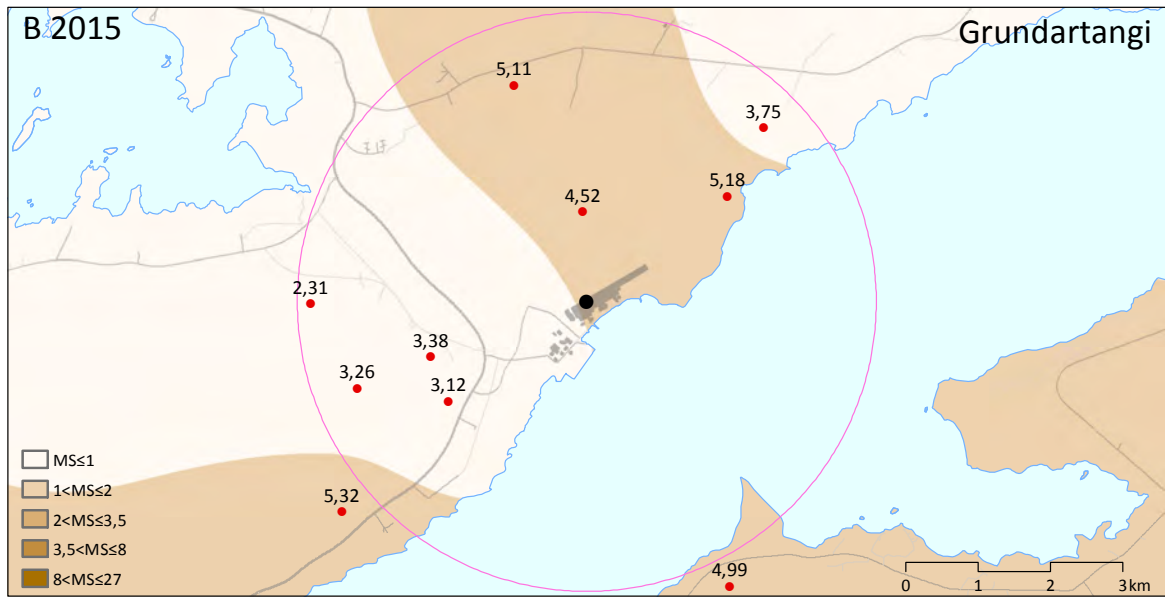 B 2015
Grundartangi
5,11
3,75
5,18
4,52
2,31
3,38
3,26
3,12
5,32
4,99
MS≤1
1<MS≤2
2<MS≤3,5
3,5<MS≤8
8<MS≤27
0 1 2 3 km